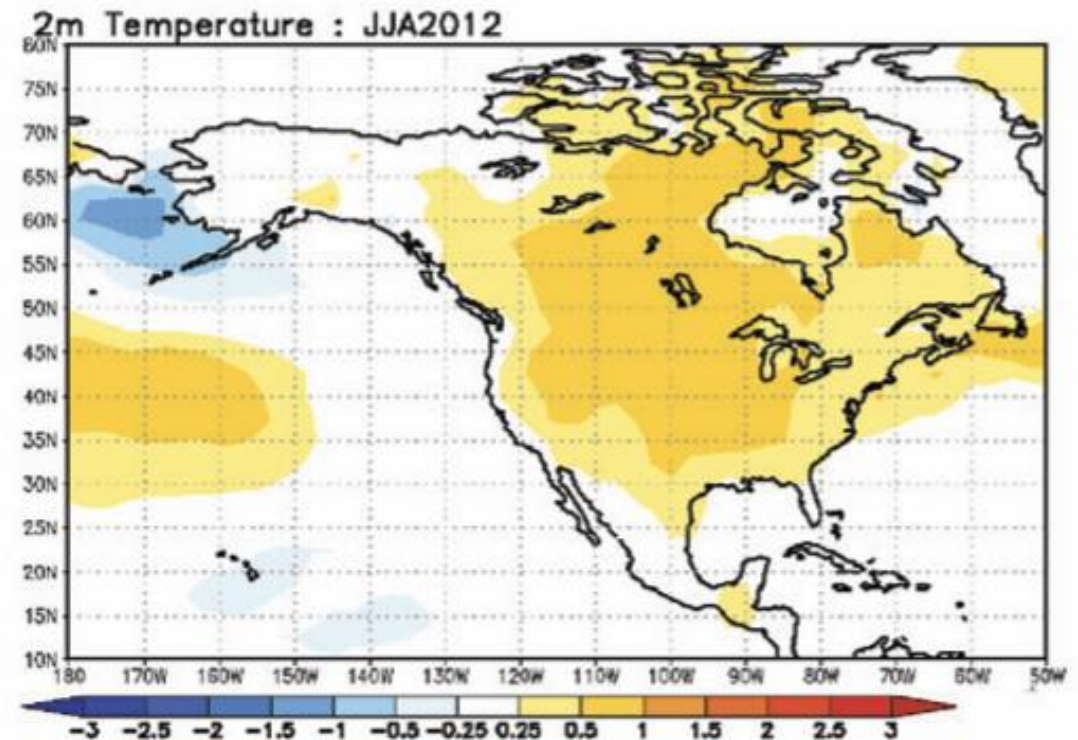 2m Temperature : JJA2012
80N
75N
70N
65N
60N
55N
50N
45N
40N
35N
30N
25N
20N
15N
10N
180 170W 160W 150W 140W 130W 120W 110W 100W 90W 80W 70W 60W 50W
-3 -2.5 -2 -1.5 -1 -0.5 -0.25 0.25 0.5 1 1.5 2 2.5 3